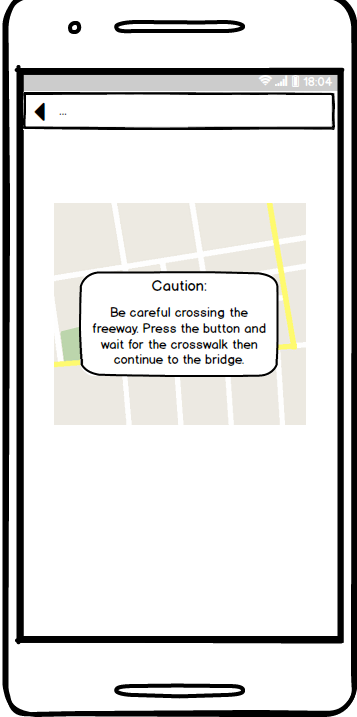 18:04
...
Caution:
Be careful crossing the
freeway. Press the button and
wait for the crosswalk then
continue to the bridge.